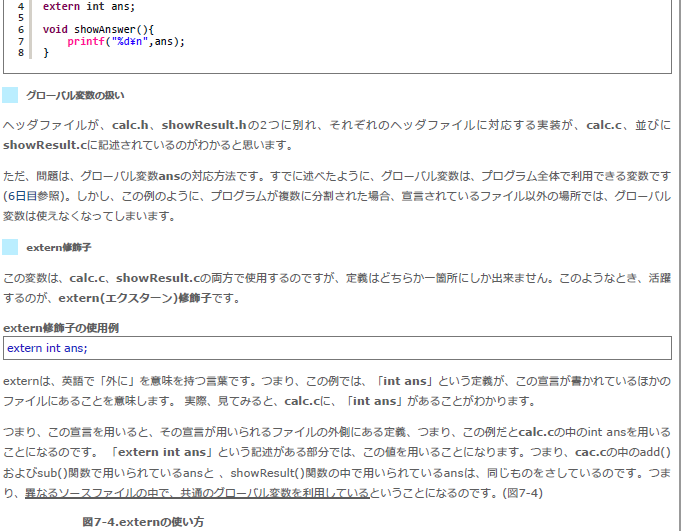 4 extern int ans;
5
6 void showAnswer(){
7 printf("%d¥n",ans);
8 }
グローバル変数の扱い
ヘッダファイルが、calc.h、showResult.hの2つに別れ、それぞれのヘッダファイルに対応する実装が、calc.c、並びに
showResult.cに記述されているのがわかると思います。
ただ、問題は、グローバル変数ansの対応方法です。すでに述べたように、グローバル変数は、プログラム全体で利用できる変数です
(6日目参照)。しかし、この例のように、プログラムが複数に分割された場合、宣言されているファイル以外の場所では、グローバル
変数は使えなくなってしまいます。
extern修飾子
この変数は、calc.c、showResult.cの両方で使用するのですが、定義はどちらか一箇所にしか出来ません。このようなとき、活躍
するのが、extern(エクスターン)修飾子です。
extern修飾子の使用例
extern int ans;
externは、英語で「外に」を意味を持つ言葉です。つまり、この例では、「int ans」という定義が、この宣言が書かれているほかの
ファイルにあることを意味します。 実際、見てみると、calc.cに、「int ans」があることがわかります。
つまり、この宣言を用いると、その宣言が用いられるファイルの外側にある定義、つまり、この例だとcalc.cの中のint ansを用いる
ことになるのです。 「extern int ans」という記述がある部分では、この値を用いることになります。つまり、cac.cの中のadd()
およびsub()関数で用いられているansと 、showResult()関数の中で用いられているansは、同じものをさしているのです。つま
り、異なるソースファイルの中で、共通のグローバル変数を利用しているということになるのです。(図7-4)
図7-4.externの使い方